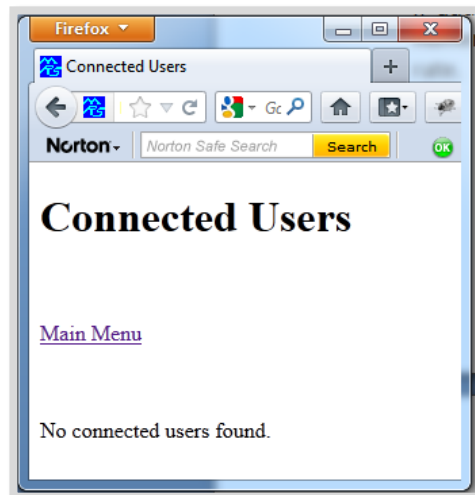 Firefox
Connected Users
Norton
Norton Safe Search
Search
OK
Connected Users
Main Menu
No connected users found.